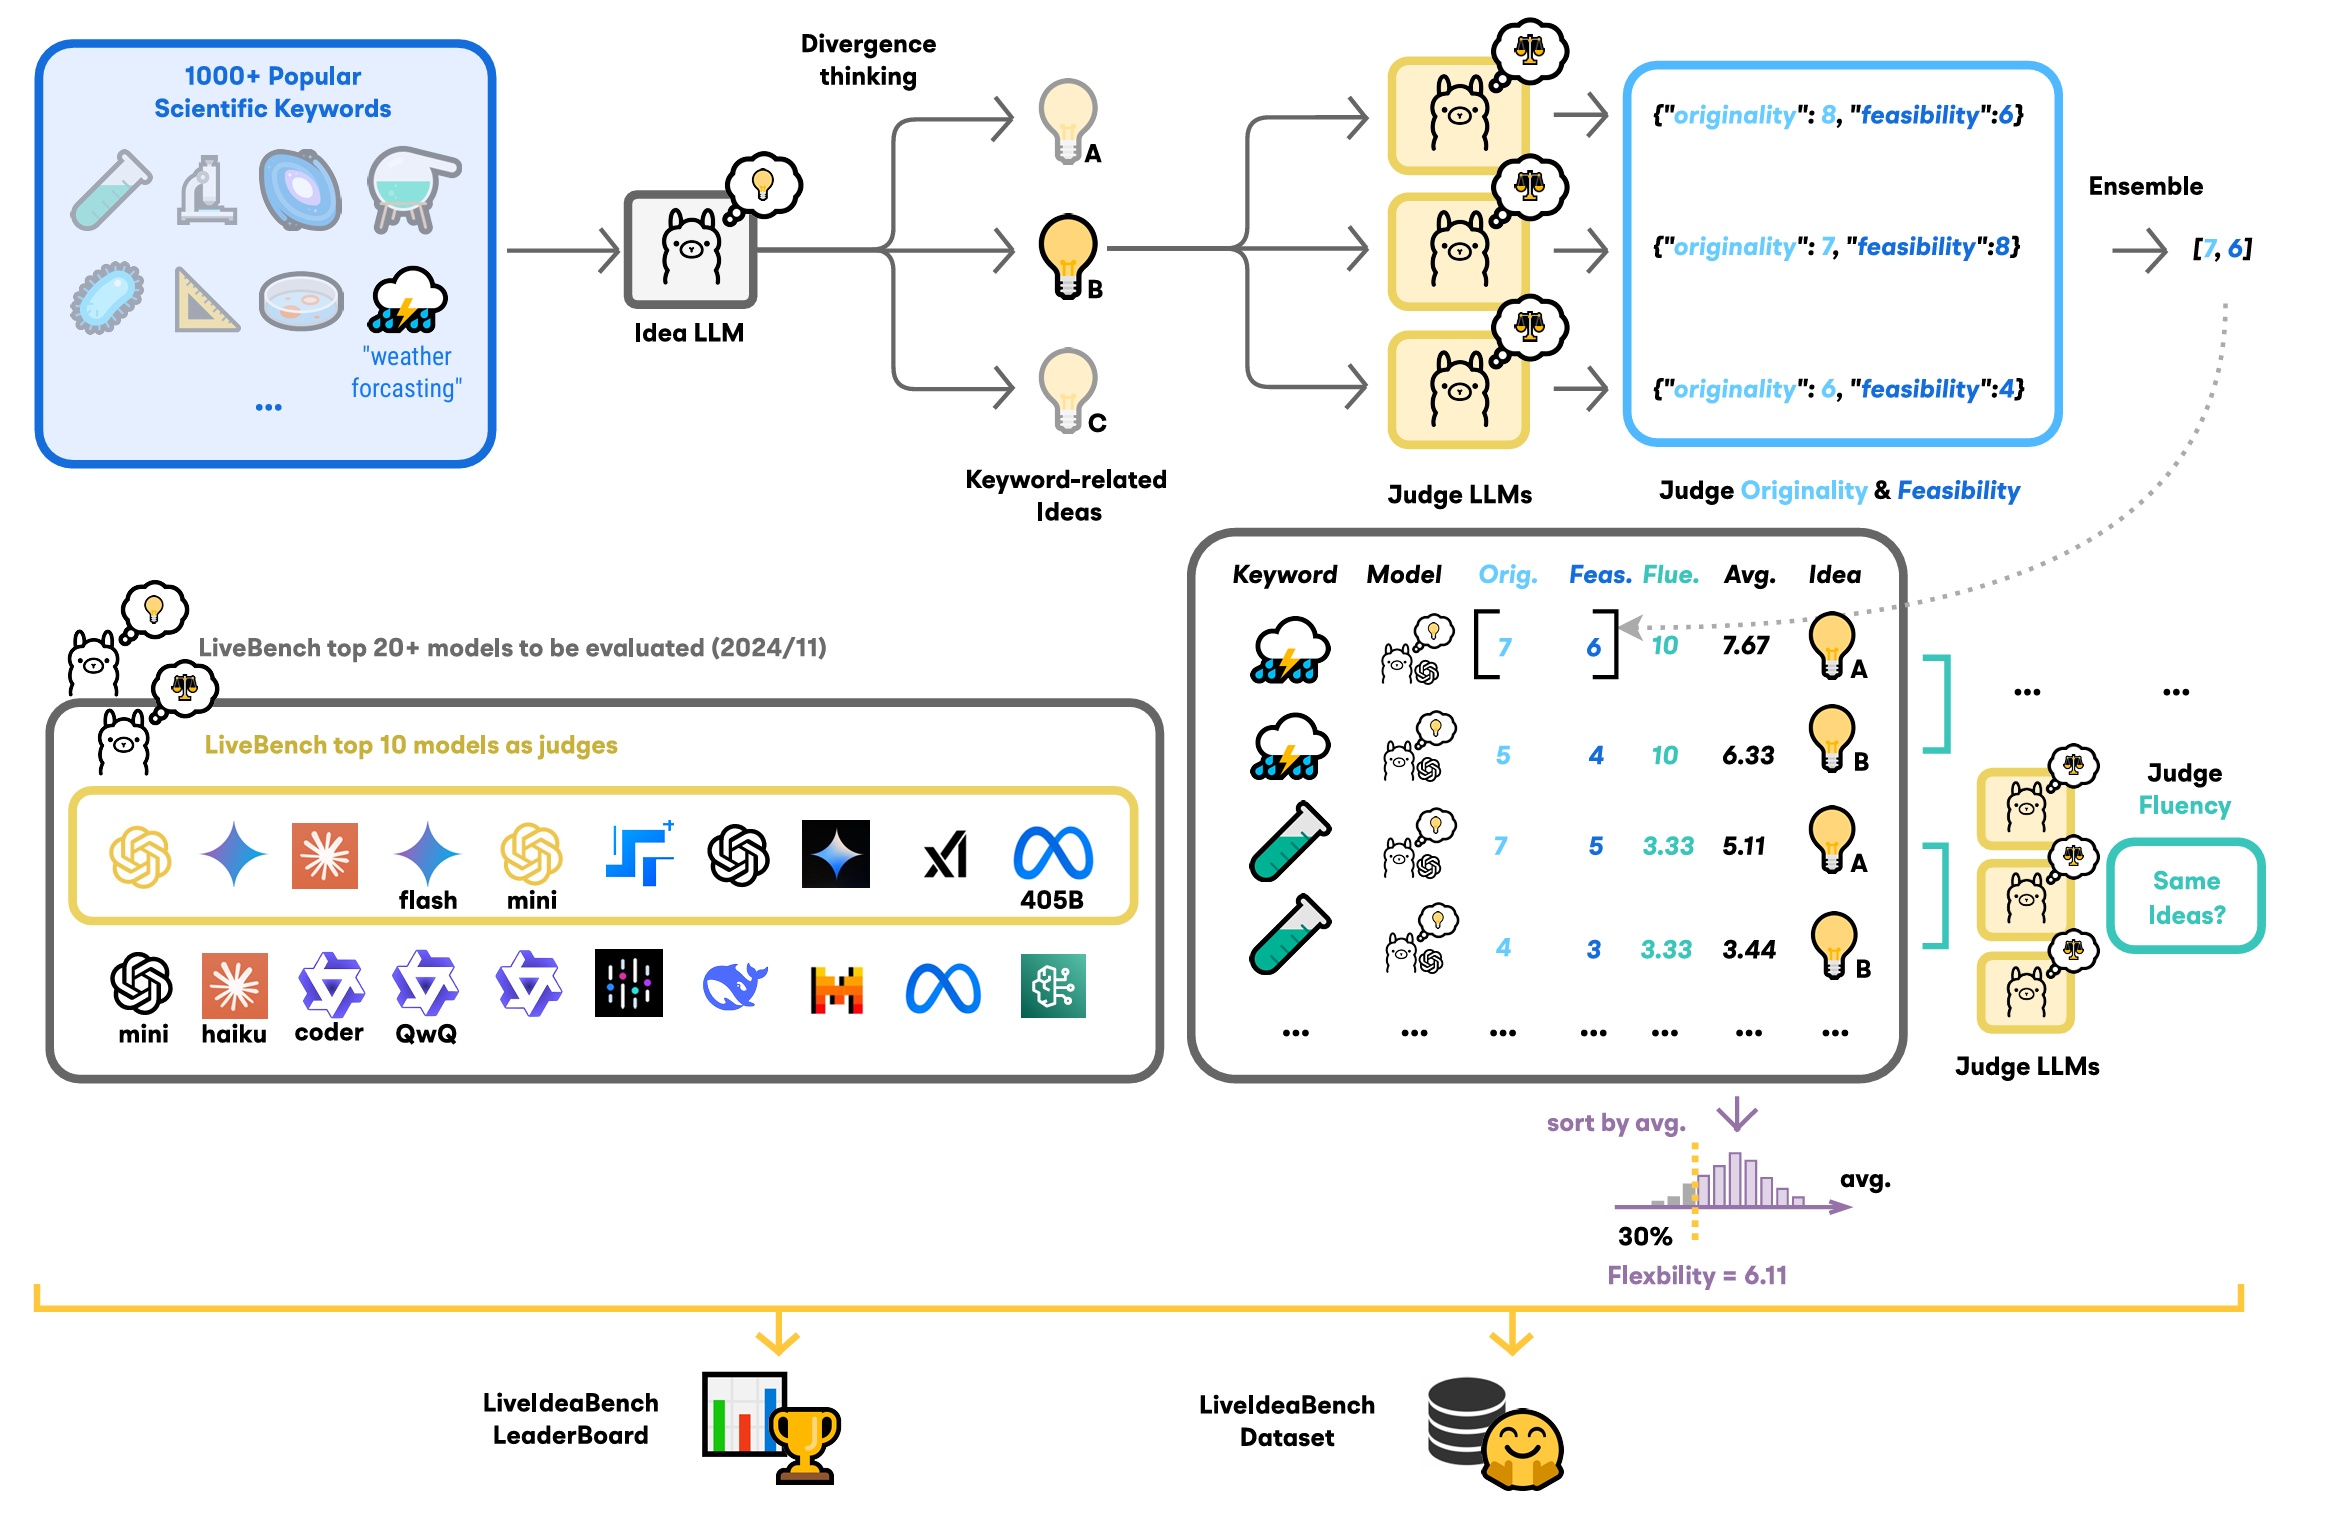 1000+ Popular
Scientific Keywords
"weather
forcasting"
...
Idea LLM
Divergence
thinking
A
B
C
Keyword-related
Ideas
Judge LLMs
{"originality": 8, "feasibility":6}
{"originality": 7, "feasibility":8}
{"originality": 6, "feasibility":4}
Judge Originality & Feasibility
Ensemble
[7, 6]
LiveBench top 20+ models to be evaluated (2024/11)
LiveBench top 10 models as judges
flash
mini
405B
mini
haiku
coder
QwQ
Keyword Model Orig. Feas. Flue. Avg. Idea
7 6 10 7.67 A
5 4 10 6.33 B
7 5 3.33 5.11 A
4 3 3.33 3.44 B
... ... ... ... ... ... ...
... ...
Judge
Fluency
Same
Ideas?
Judge LLMs
sort by avg.
avg.
30%
Flexbility = 6.11
LiveIdeaBench
LeaderBoard
LiveIdeaBench
Dataset